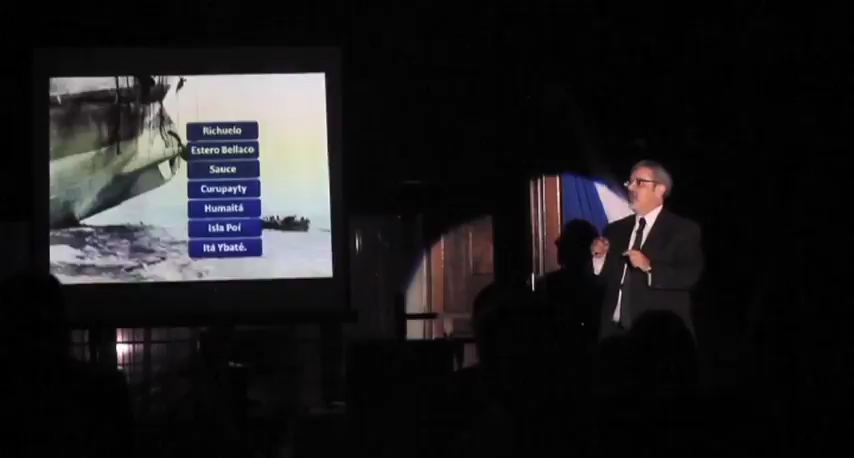 Richuelo
Estero Bellaco
Sauce
Curupayty
Humaitá
Isla Poí
Itá Ybaté.